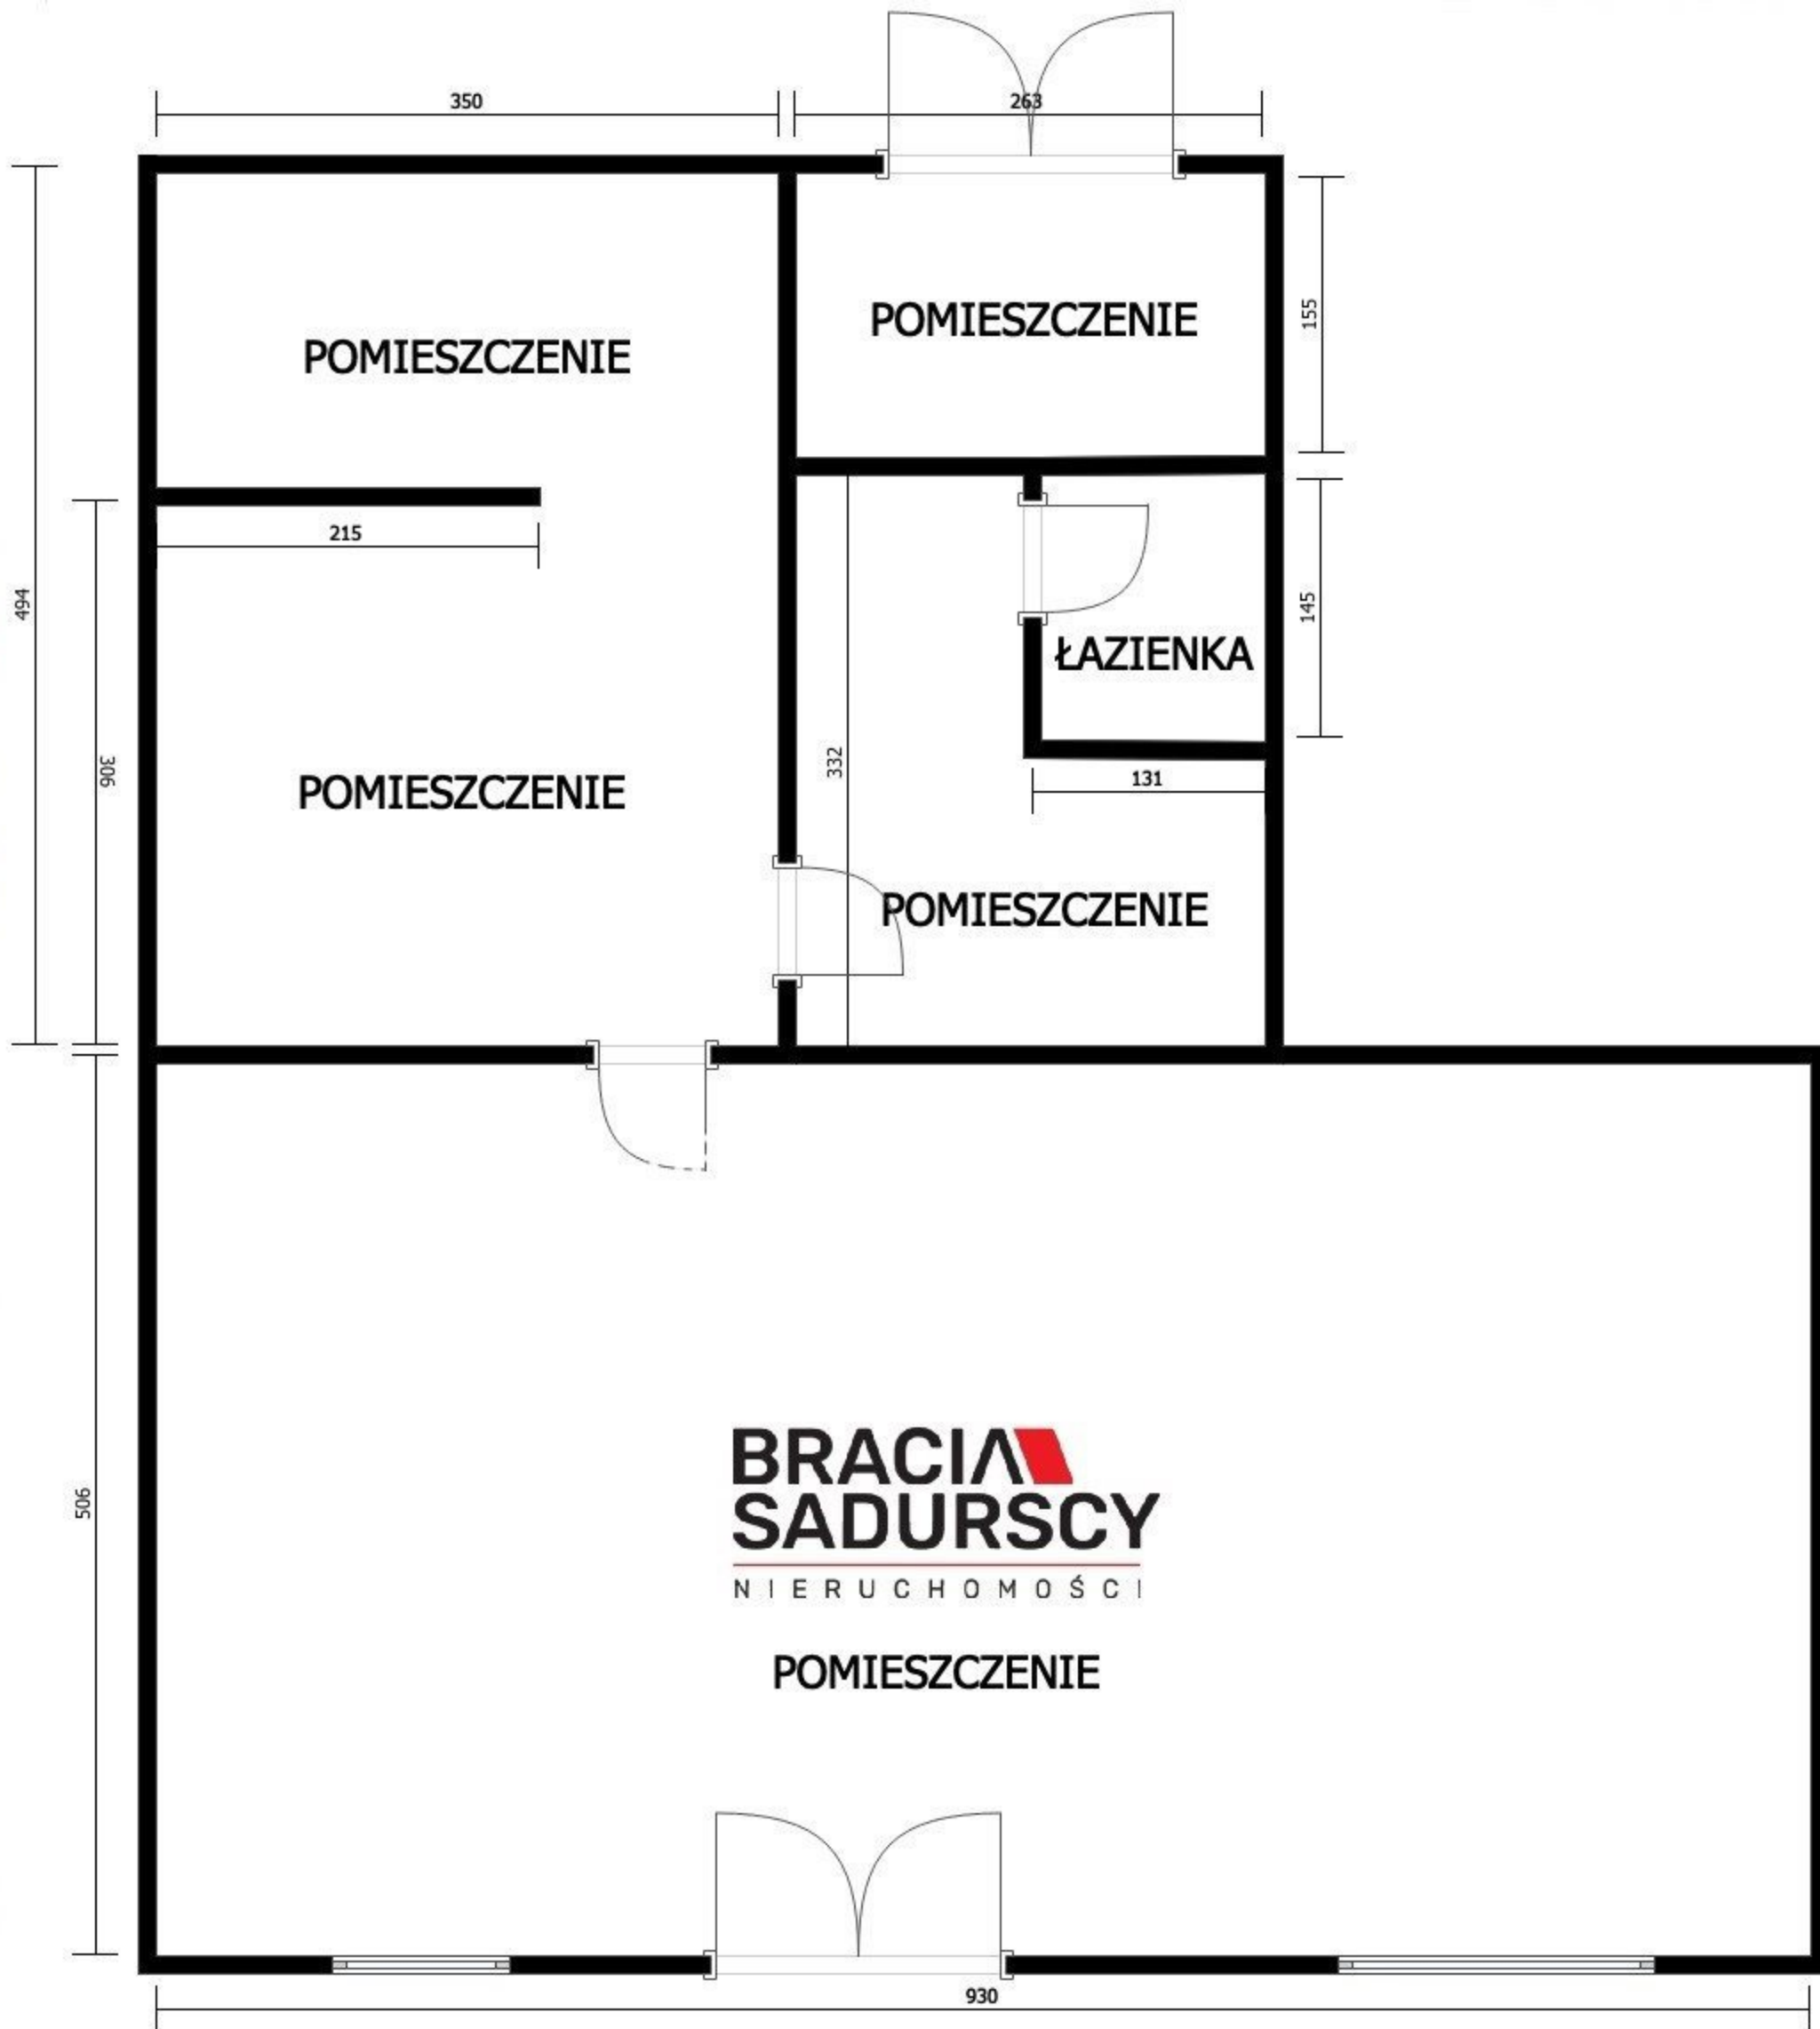 350
263
POMIESZCZENIE
155
POMIESZCZENIE
215
494
145
ŁAZIENKA
306
332
131
POMIESZCZENIE
POMIESZCZENIE
506
BRACIA
SADURSCY
NIERUCHOMOŚCI
POMIESZCZENIE
930